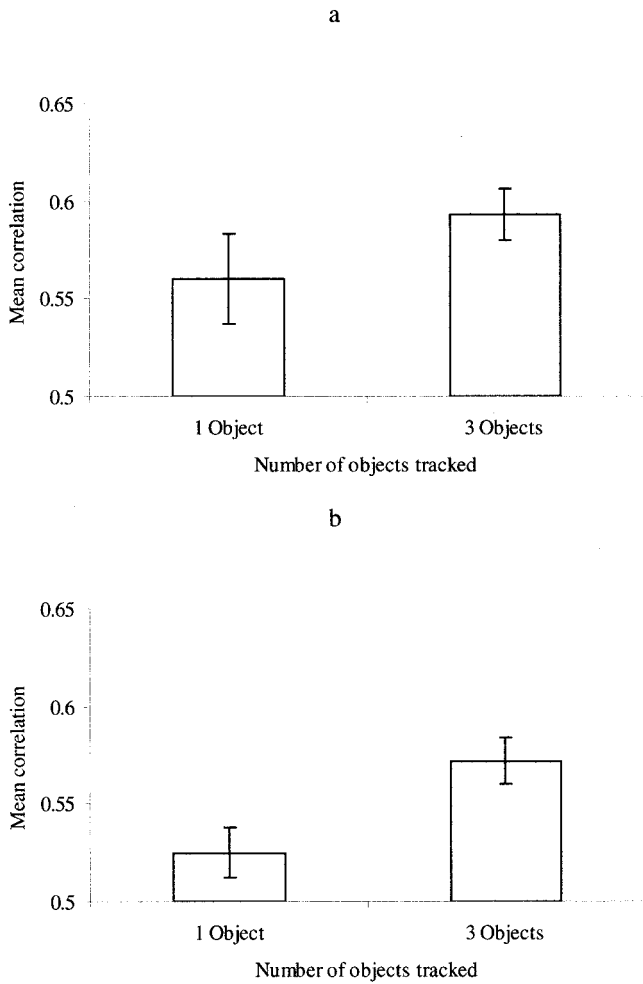 a
0.65
0.6
0.55
0.5
Mean correlation
1 Object 3 Objects
Number of objects tracked
b
0.65
0.6
0.55
0.5
Mean correlation
1 Object 3 Objects
Number of objects tracked